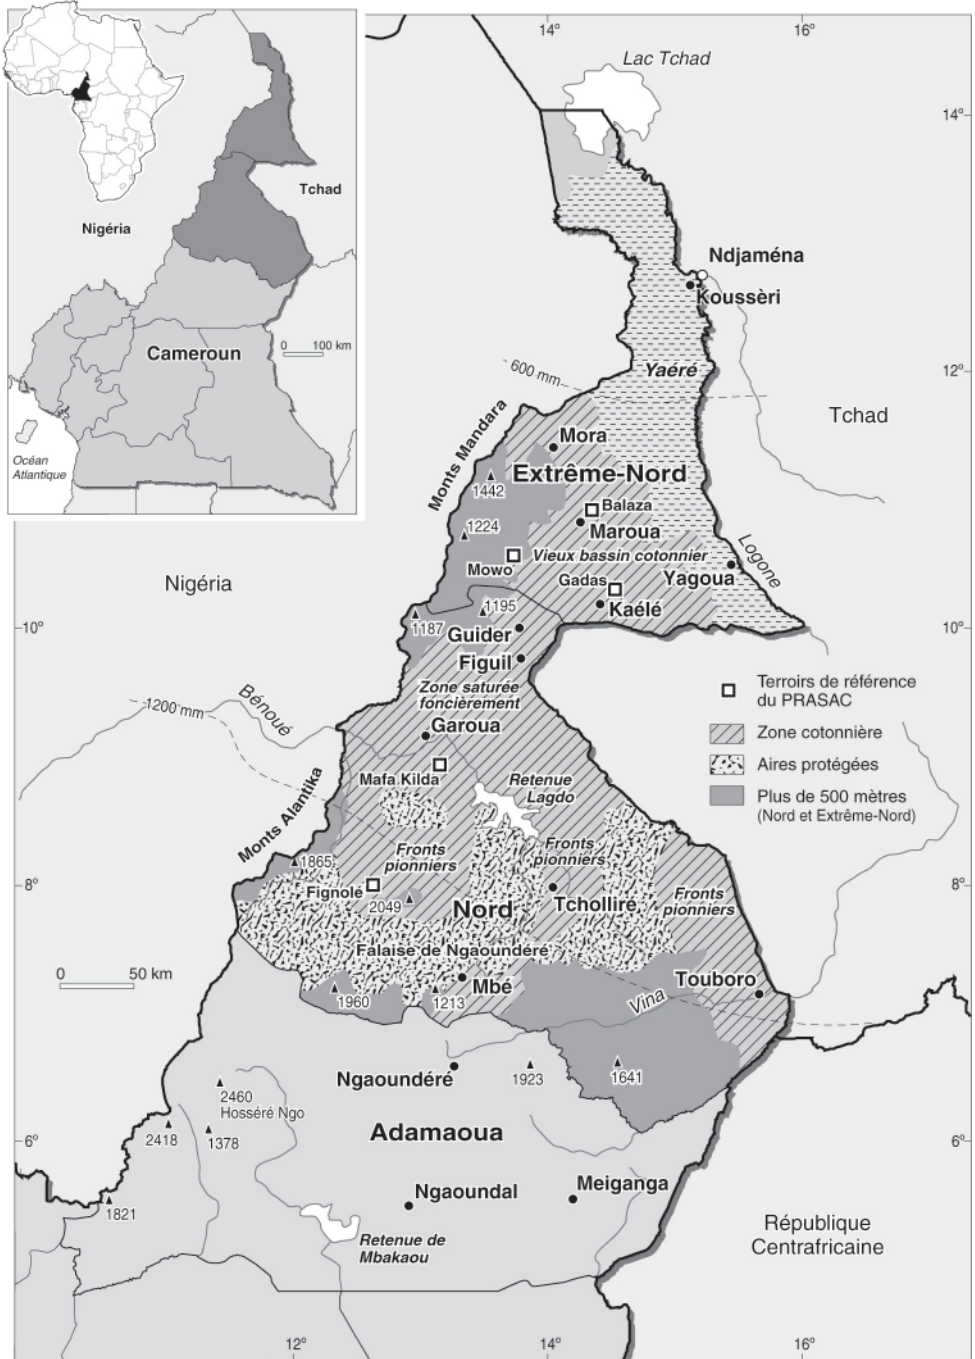 14°
16°
Lac Tchad
14°
Tchad
Nigéria
Ndjaména
Koussèri
Cameroun
0
100 km
600 mm
Yaéré
12°
Tchad
Océan
Atlantique
Monts Mandara
Mora
Extrême-Nord
1442
Balaza
1224
Maroua
Vieux bassin cotonnier
Logone
Mowo
Nigéria
Gadas
Yagoua
Kaélé
1195
10°
1187
Guider
10°
Figuil
Zone saturée
foncièrement
Terroirs de référence
du PRASAC
1200 mm
Bénoué
Garoua
Zone cotonnière
Mafa Kilda
Retenue
Lagdo
Aires protégées
Plus de 500 mètres
(Nord et Extrême-Nord)
Monts Alantika
Fronts
pionniers
Fronts
pionniers
1865
8°
Fignolé
2049
Nord
Tcholliré
Fronts
pionniers
8°
Falaise de Ngaoundéré
0
50 km
Mbé
Touboro
1960
1213
Vina
Ngaoundéré
1923
1641
2460
Hosséré Ngo
2418
1378
Adamaoua
6°
6°
Ngaoundal
Meiganga
1821
Retenue de
Mbakaou
République
Centrafricaine
12°
14°
16°